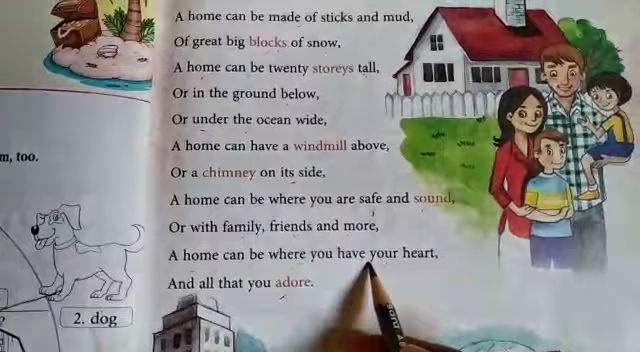 A home can be made of sticks and mud,
Of great big blocks of snow,
A home can be twenty storeys tall,
Or in the ground below,
Or under the ocean wide,
A home can have a windmill above,
Or a chimney on its side,
A home can be where you are safe and sound,
Or with family, friends and more,
A home can be where you have your heart,
And all that you adore.
m, too.
2. dog